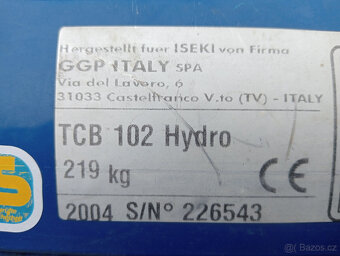 Hergestellt fuer ISEKI von Firma
GGP ITALY SPA
Via del Lavoro, 6
31033 Castelfranco V.to (TV) - ITALY
TCB 102 Hydro
219 kg
CE
2004 S/N° 226543
© Bazos.cz